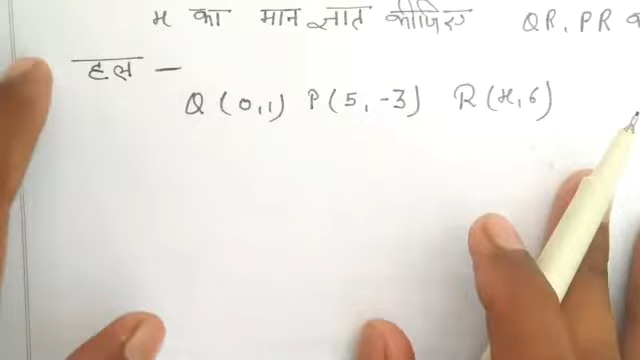 x का मान ज्ञात कीजिए QR, PR
हल —
Q (0,1) P (5, -3) R (x, 6)